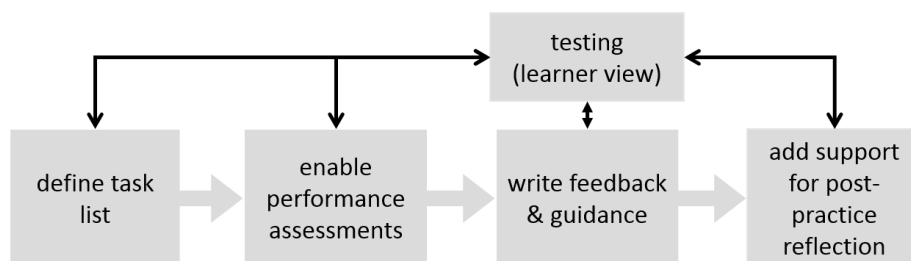 testing
(learner view)
define task
list
enable
performance
assessments
write feedback
& guidance
add support
for post-
practice
reflection